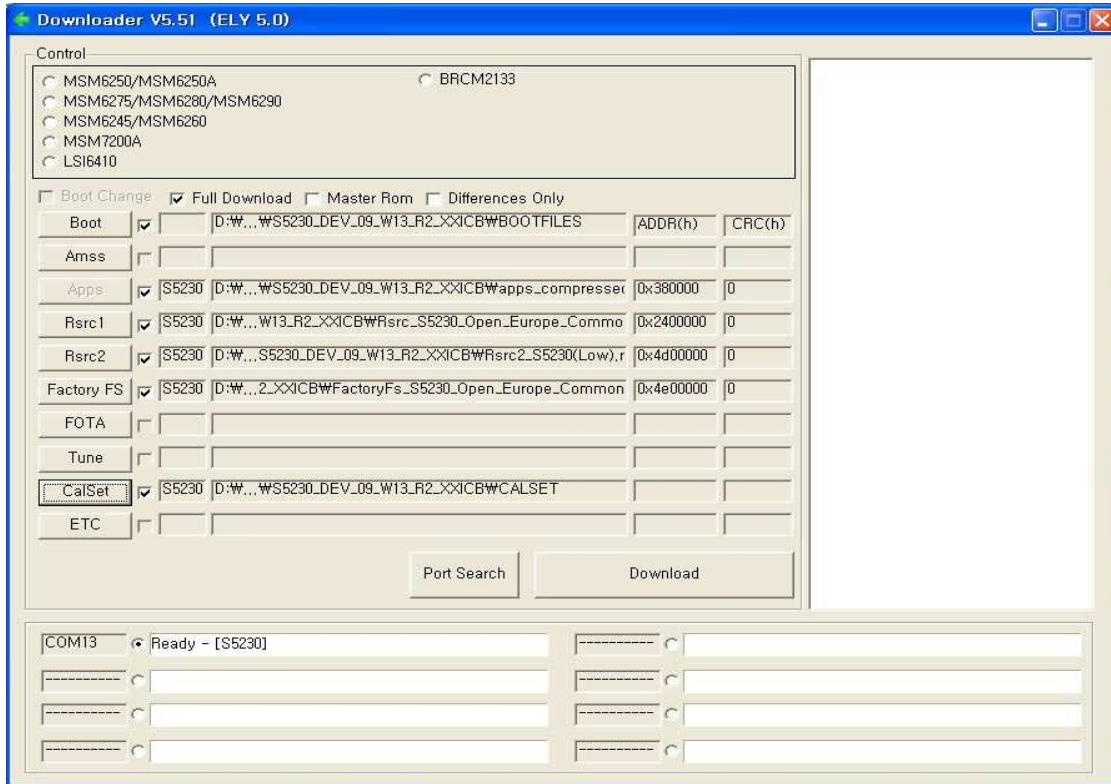 Downloader V5.51 (ELY 5.0)
Control
MSM6250/MSM6250A
BRCM2133
MSM6275/MSM6280/MSM6290
MSM6245/MSM6260
MSM7200A
LSI6410
Boot Change Full Download Master Rom Differences Only
Boot D:₩...₩S5230_DEV_09_W13_R2_XXICB₩BOOTFILES ADDR(h) CRC(h)
Amss
Apps S5230 D:₩...₩S5230_DEV_09_W13_R2_XXICB₩apps_compressed 0x380000 0
Rsrc1 S5230 D:₩...W13_R2_XXICB₩Rsrc_S5230_Open_Europe_Commo 0x2400000 0
Rsrc2 S5230 D:₩...S5230_DEV_09_W13_R2_XXICB₩Rsrc2_S5230(Low).r 0x4d00000 0
Factory FS S5230 D:₩...2_XXICB₩FactoryFs_S5230_Open_Europe_Common 0x4e00000 0
FOTA
Tune
CalSet S5230 D:₩...₩S5230_DEV_09_W13_R2_XXICB₩CALSET
ETC
Port Search Download
COM13 Ready - [S5230] ----------
---------- ----------
---------- ----------
---------- ----------